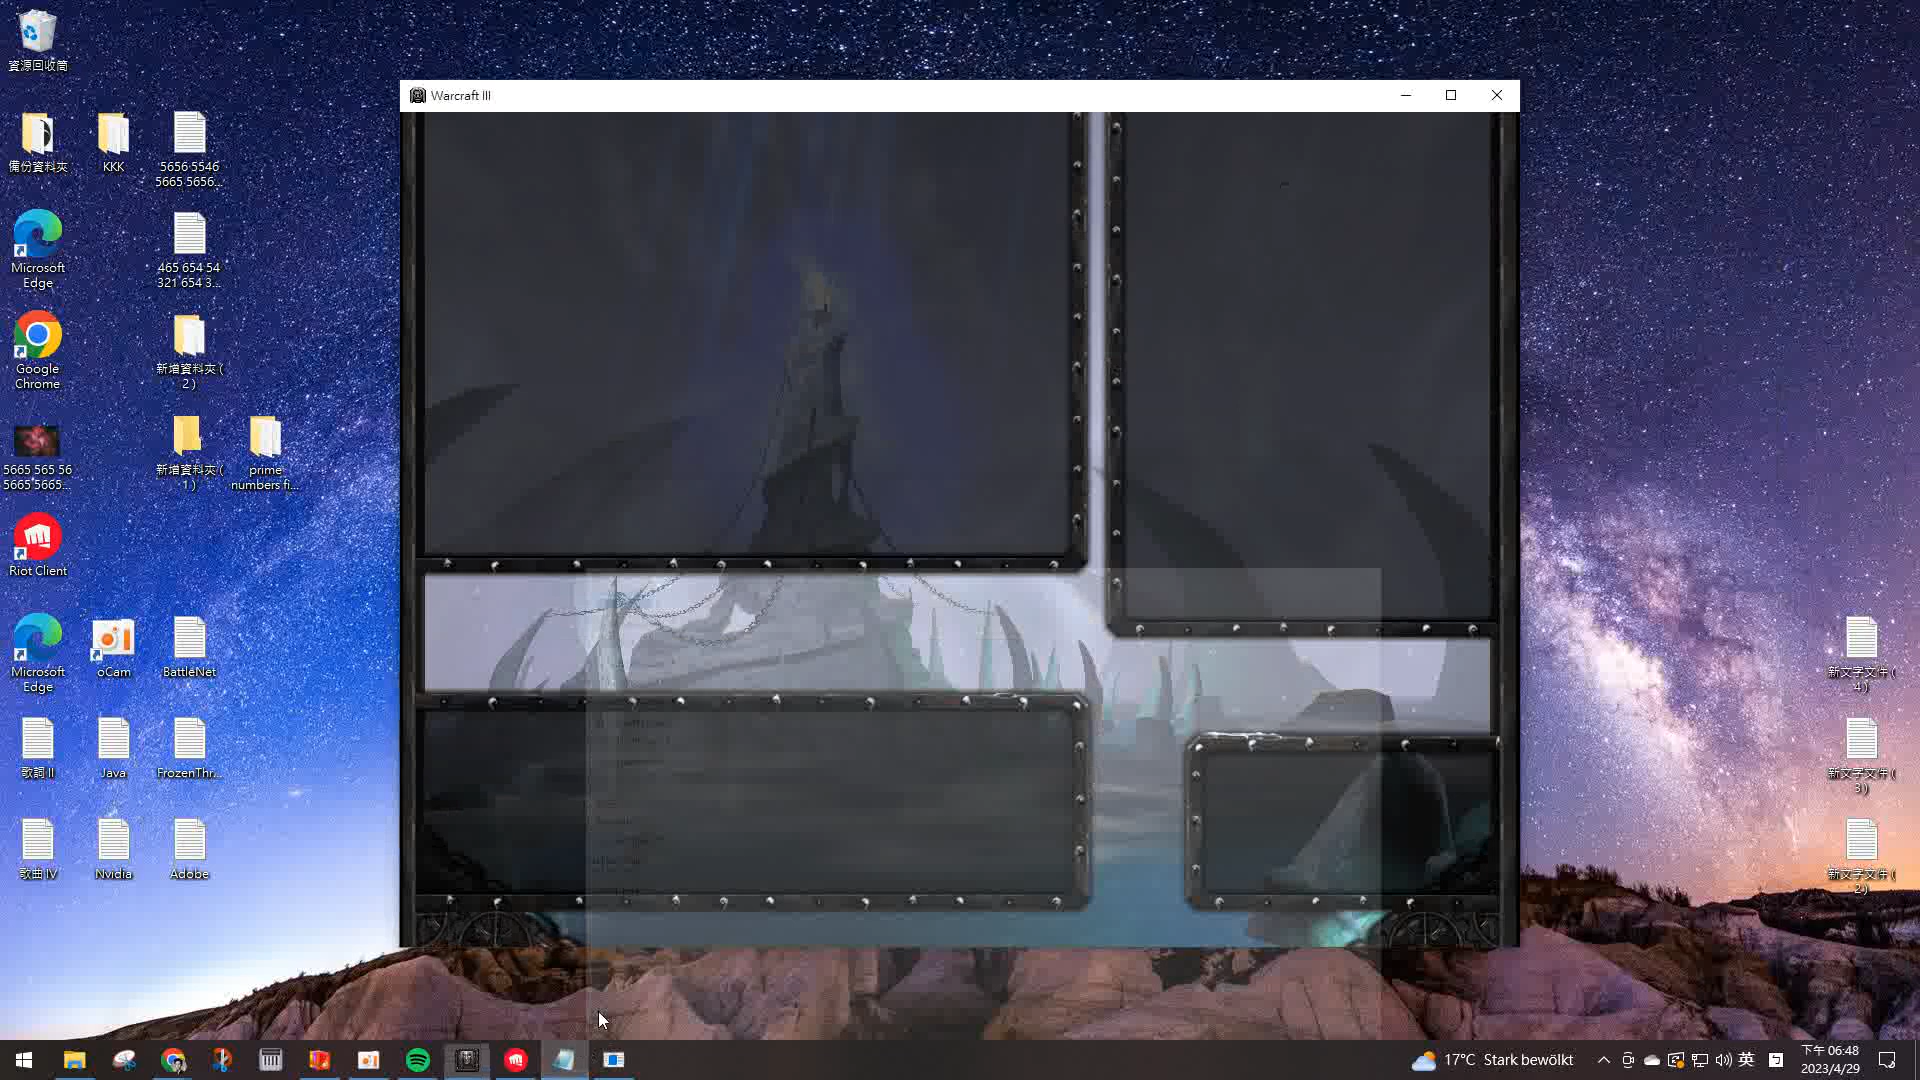 資源回收筒
Warcraft III
備份資料夾
KKK
5656 5546
5665 5656...
Microsoft
Edge
465 654 54
321 654 3...
Google
Chrome
新增資料夾 (
2 )
5665 565 56
5665 5665...
新增資料夾 (
1 )
prime
numbers fi...
Riot Client
Microsoft
Edge
oCam
BattleNet
新文字文件 (
4 )
歌詞 II
Java
FrozenThr...
新文字文件 (
3 )
歌曲 IV
Nvidia
Adobe
新文字文件 (
2 )
17°C Stark bewölkt
英
下午 06:48
2023/4/29